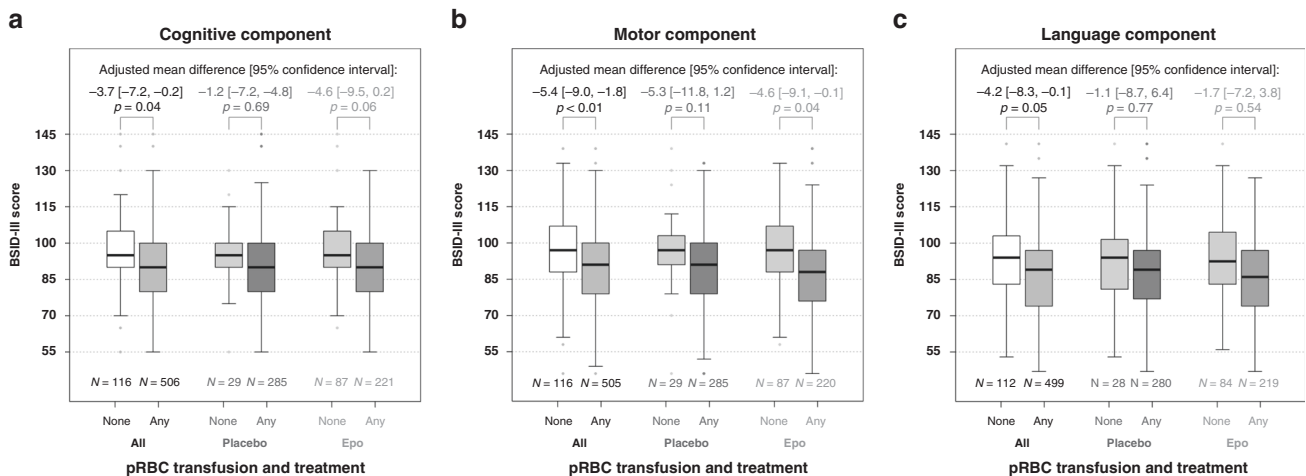 a
Cognitive component
Adjusted mean difference [95% confidence interval]:
−3.7 [−7.2, −0.2] −1.2 [−7.2, −4.8] −4.6 [−9.5, 0.2]
p = 0.04 p = 0.69 p = 0.06
145
130
115
100
85
70
55
BSID-III score
N = 116 N = 506 N = 29 N = 285 N = 87 N = 221
None Any None Any None Any
All Placebo Epo
pRBC transfusion and treatment
b
Motor component
Adjusted mean difference [95% confidence interval]:
−5.4 [−9.0, −1.8] −5.3 [−11.8, 1.2] −4.6 [−9.1, −0.1]
p < 0.01 p = 0.11 p = 0.04
145
130
115
100
85
70
55
BSID-III score
N = 116 N = 505 N = 29 N = 285 N = 87 N = 220
None Any None Any None Any
All Placebo Epo
pRBC transfusion and treatment
c
Language component
Adjusted mean difference [95% confidence interval]:
−4.2 [−8.3, −0.1] −1.1 [−8.7, 6.4] −1.7 [−7.2, 3.8]
p = 0.05 p = 0.77 p = 0.54
145
130
115
100
85
70
55
BSID-III score
N = 112 N = 499 N = 28 N = 280 N = 84 N = 219
None Any None Any None Any
All Placebo Epo
pRBC transfusion and treatment